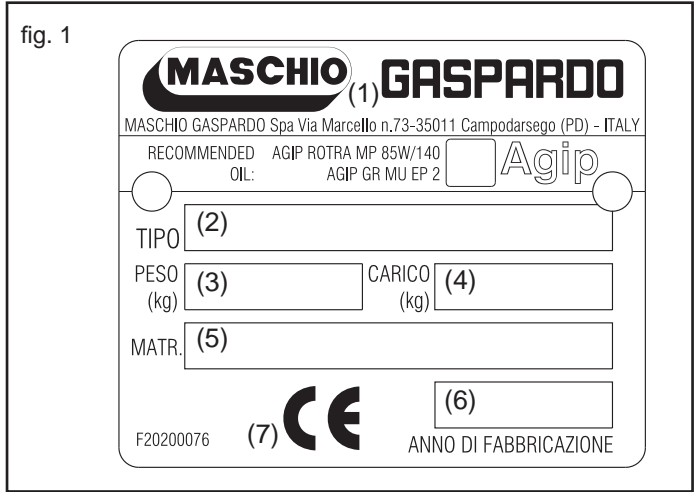 fig. 1
MASCHIO (1) GASPARDO
MASCHIO GASPARDO Spa Via Marcello n.73-35011 Campodarsego (PD) - ITALY
RECOMMENDED OIL: AGIP ROTRA MP 85W/140
AGIP GR MU EP 2
Agip
TIPO (2)
PESO (kg) (3) CARICO (kg) (4)
MATR. (5)
(6)
F20200076 (7) CE ANNO DI FABBRICAZIONE